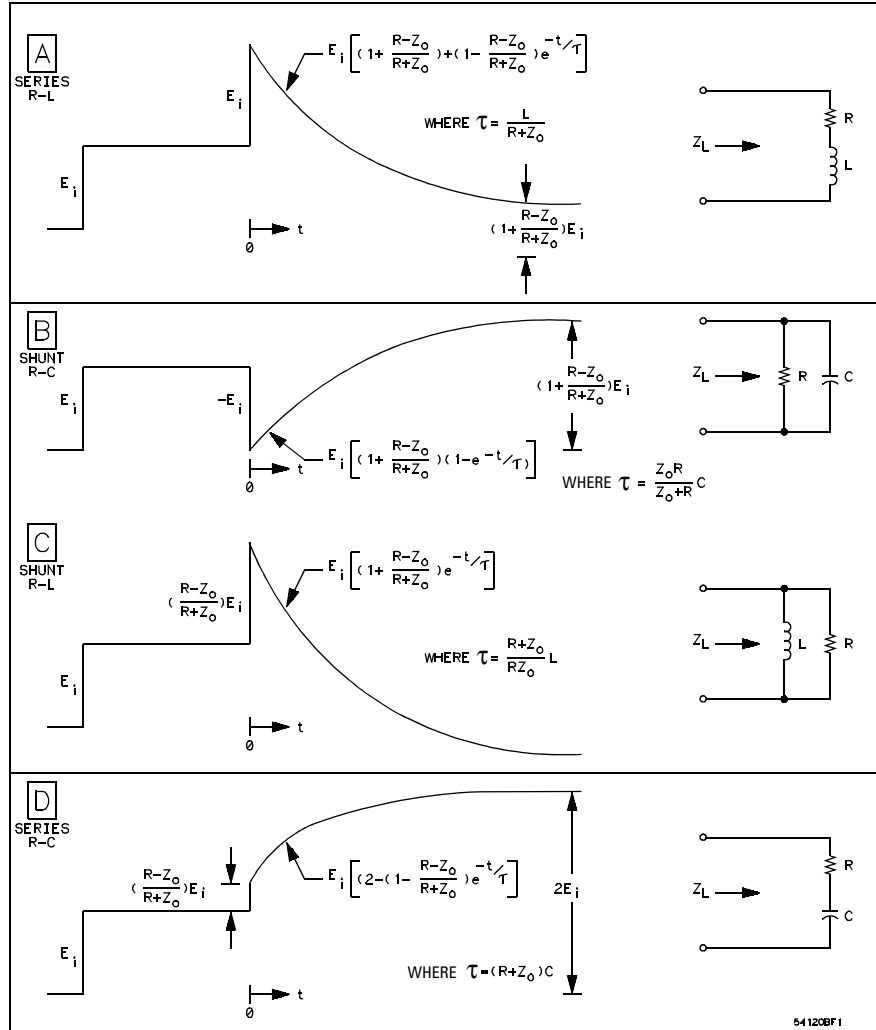 A
SERIES
R-L
E_i
E_i
E_i[(1+ (R-Z_o)/(R+Z_o))+(1- (R-Z_o)/(R+Z_o))e^-t/τ]
WHERE τ= L/(R+Z_o)
(1+ (R-Z_o)/(R+Z_o))E_i
0
t
Z_L
R
L
B
SHUNT
R-C
E_i
-E_i
0
t
E_i[(1+ (R-Z_o)/(R+Z_o))(1-e^-t/τ)]
(1+ (R-Z_o)/(R+Z_o))E_i
WHERE τ = (Z_oR)/(Z_o+R) C
Z_L
R
C
C
SHUNT
R-L
(R-Z_o)/(R+Z_o))E_i
E_i
E_i[(1+ (R-Z_o)/(R+Z_o))e^-t/τ]
WHERE τ= (R+Z_o)/(RZ_o) L
0
t
Z_L
L
R
D
SERIES
R-C
((R-Z_o)/(R+Z_o))E_i
E_i
E_i[(2-(1- (R-Z_o)/(R+Z_o))e^-t/τ]
2E_i
WHERE τ=(R+Z_o)C
0
t
Z_L
R
C
54120BF1